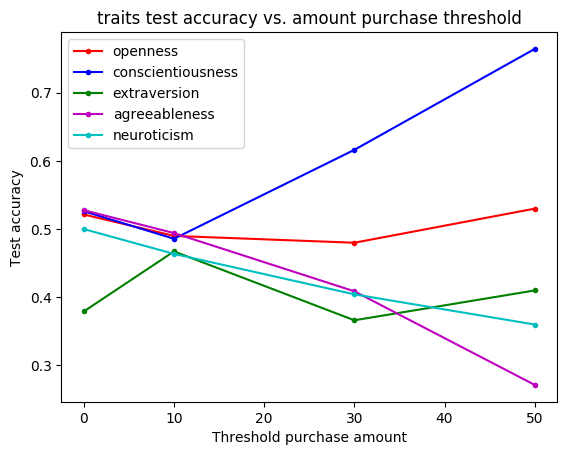 traits test accuracy vs. amount purchase threshold
openness
conscientiousness
extraversion
agreeableness
neuroticism
Test accuracy
0.7
0.6
0.5
0.4
0.3
0 10 20 30 40 50
Threshold purchase amount